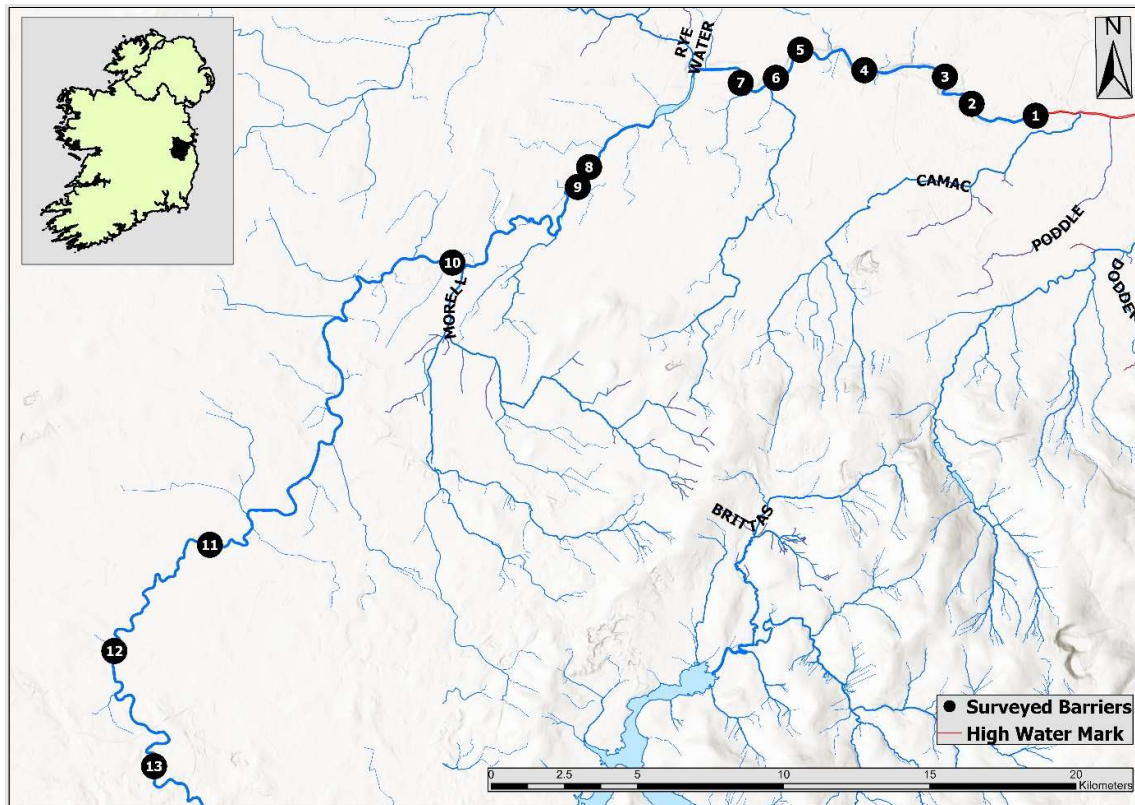 N
RYE
WATER
5
4
3
7
6
2
1
8
9
CAMAC
PODDLE
DODDER
10
MORELL
BRITTAS
11
12
13
Surveyed Barriers
High Water Mark
0 2.5 5 10 15 20
Kilometers